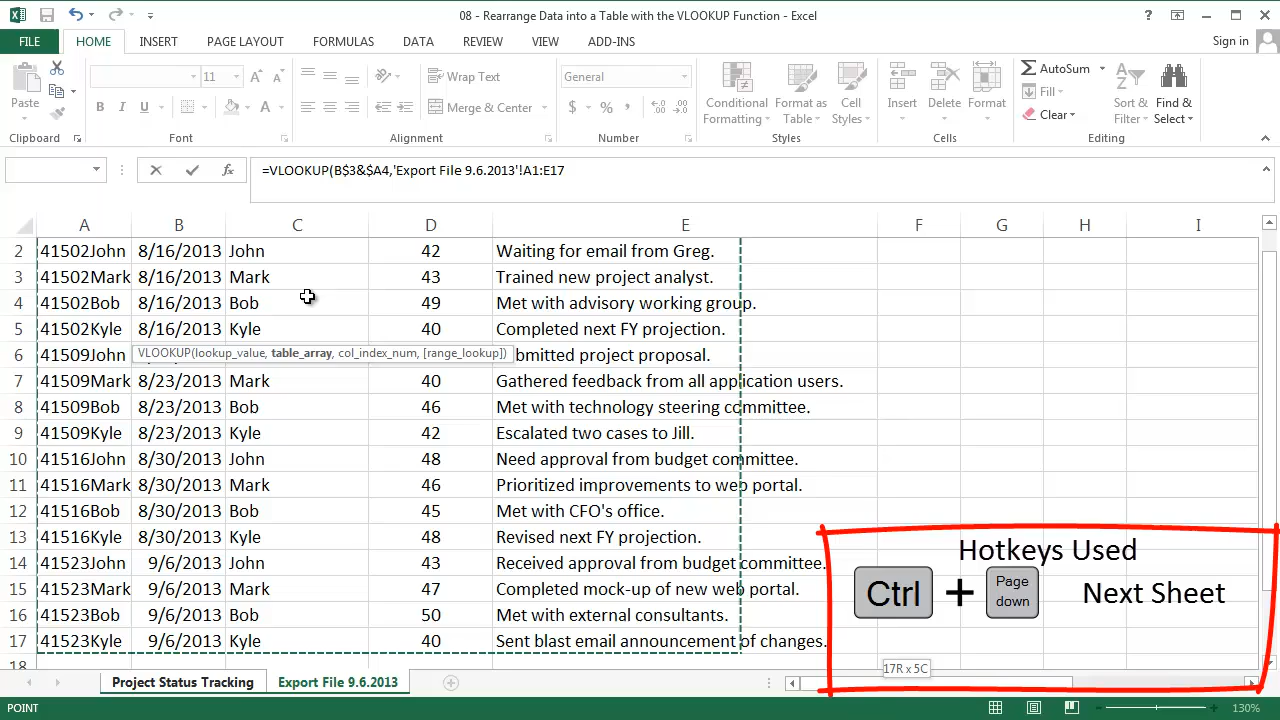 08 - Rearrange Data into a Table with the VLOOKUP Function - Excel
FILE HOME INSERT PAGE LAYOUT FORMULAS DATA REVIEW VIEW ADD-INS Sign in
Paste
11
Wrap Text
Merge & Center
General
Conditional Formatting
Format as Table
Cell Styles
Insert
Delete
Format
AutoSum
Fill
Clear
Sort & Filter
Find & Select
Clipboard Font Alignment Number Styles Cells Editing
=VLOOKUP(B$3&$A4,'Export File 9.6.2013'!A1:E17
A B C D E F G H I
2 41502John 8/16/2013 John 42 Waiting for email from Greg.
3 41502Mark 8/16/2013 Mark 43 Trained new project analyst.
4 41502Bob 8/16/2013 Bob 49 Met with advisory working group.
5 41502Kyle 8/16/2013 Kyle 40 Completed next FY projection.
VLOOKUP(lookup_value, table_array, col_index_num, [range_lookup])
6 41509John bmitted project proposal.
7 41509Mark 8/23/2013 Mark 40 Gathered feedback from all application users.
8 41509Bob 8/23/2013 Bob 46 Met with technology steering committee.
9 41509Kyle 8/23/2013 Kyle 42 Escalated two cases to Jill.
10 41516John 8/30/2013 John 48 Need approval from budget committee.
11 41516Mark 8/30/2013 Mark 46 Prioritized improvements to web portal.
12 41516Bob 8/30/2013 Bob 45 Met with CFO's office.
13 41516Kyle 8/30/2013 Kyle 48 Revised next FY projection.
14 41523John 9/6/2013 John 43 Received approval from budget committee.
15 41523Mark 9/6/2013 Mark 47 Completed mock-up of new web portal.
16 41523Bob 9/6/2013 Bob 50 Met with external consultants.
17 41523Kyle 9/6/2013 Kyle 40 Sent blast email announcement of changes.
18
Hotkeys Used
Ctrl + Page down Next Sheet
17R x 5C
Project Status Tracking Export File 9.6.2013
POINT 130%